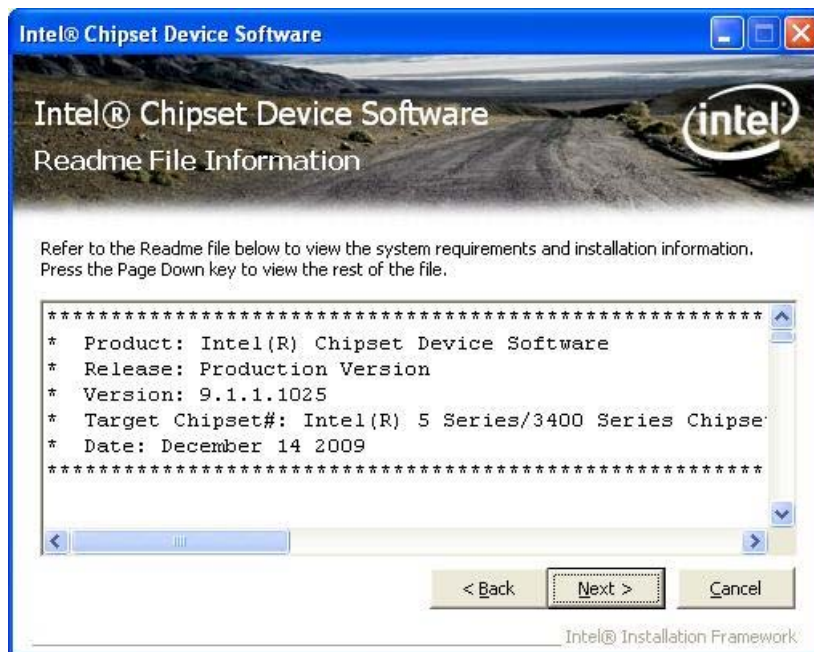 Intel® Chipset Device Software
Intel® Chipset Device Software
intel
Readme File Information
Refer to the Readme file below to view the system requirements and installation information.
Press the Page Down key to view the rest of the file.
************************************************************
* Product: Intel(R) Chipset Device Software
* Release: Production Version
* Version: 9.1.1.1025
* Target Chipset#: Intel(R) 5 Series/3400 Series Chipse
* Date: December 14 2009
************************************************************
< Back Next > Cancel
Intel® Installation Framework